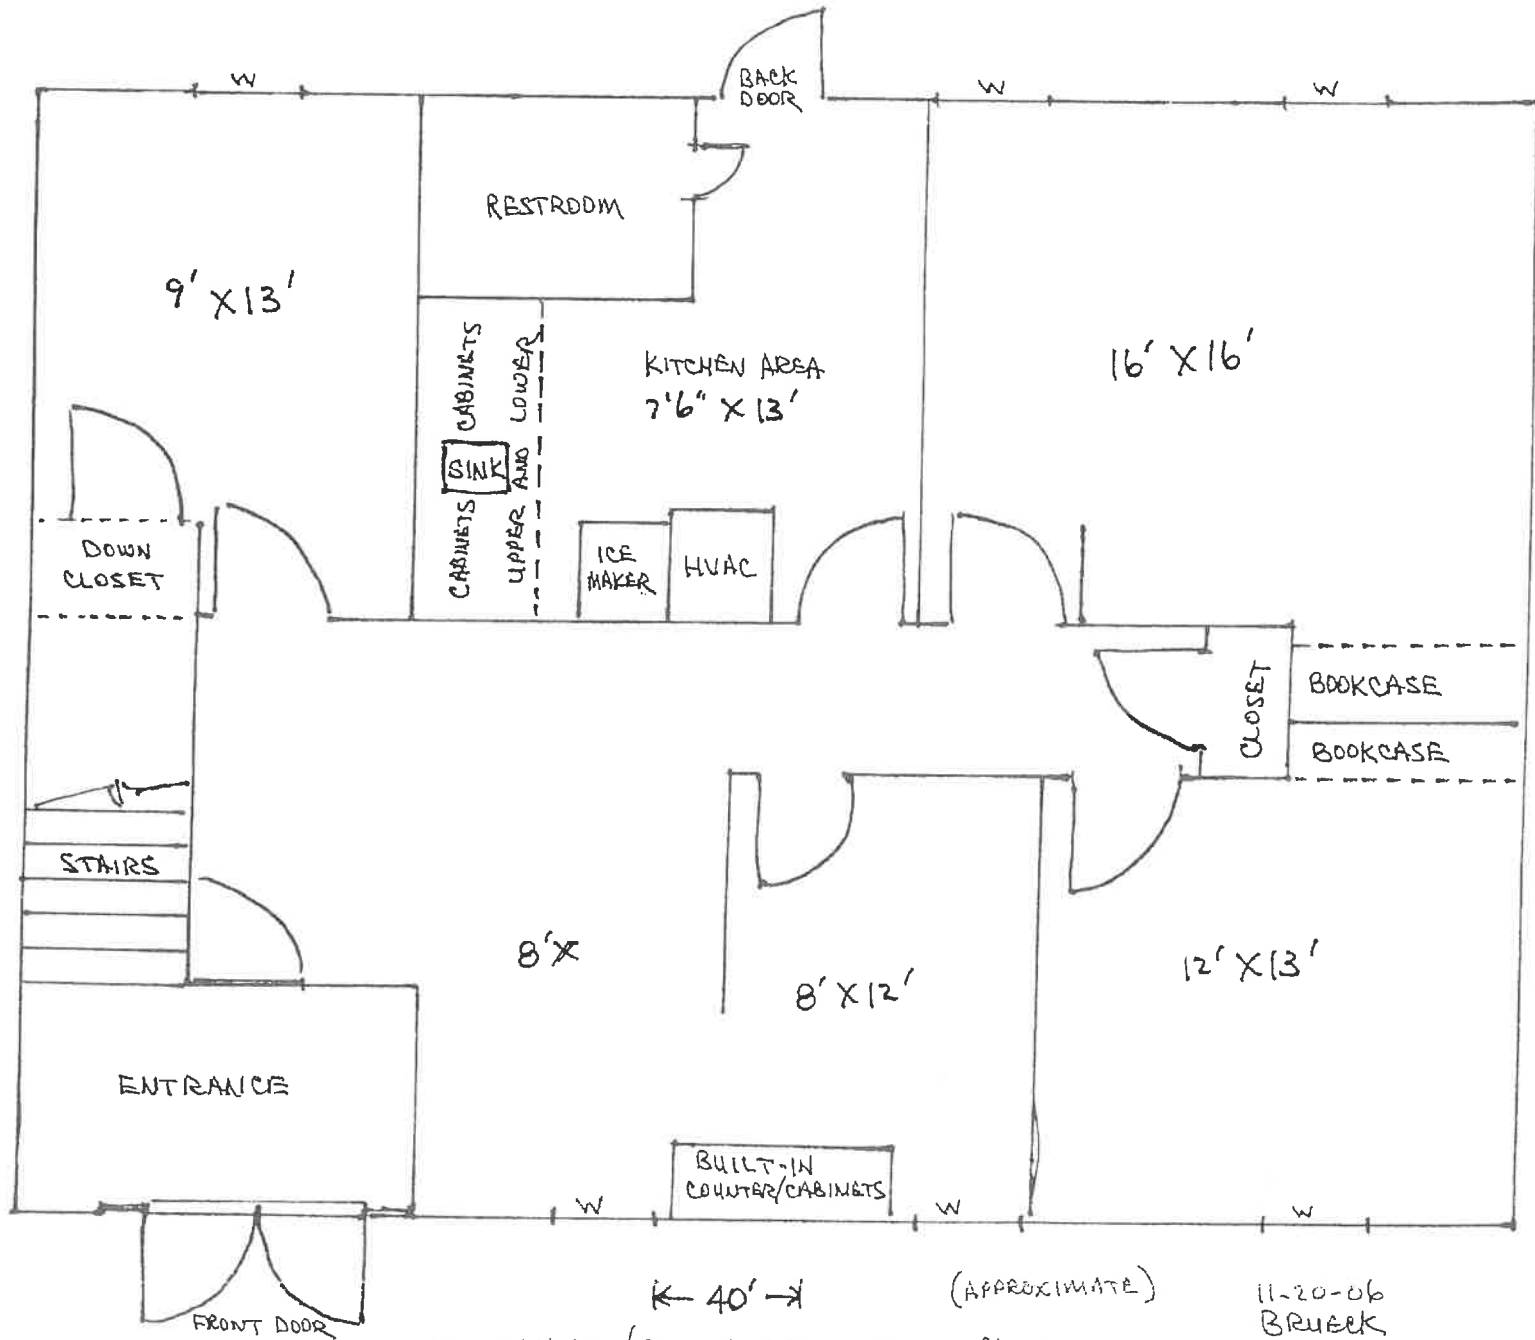 W
BACK
DOOR
W
W
RESTROOM
9' X 13'
CABINETS
UPPER AND LOWER
KITCHEN AREA
7'6" X 13'
16' X 16'
SINK
CABINETS
DOWN
CLOSET
ICE
MAKER
HVAC
CLOSET
BOOKCASE
BOOKCASE
STAIRS
8' X
8' X 12'
12' X 13'
ENTRANCE
BUILT-IN
COUNTER/CABINETS
W
W
W
FRONT DOOR
40'
(APPROXIMATE)
11-20-06
BRUECK